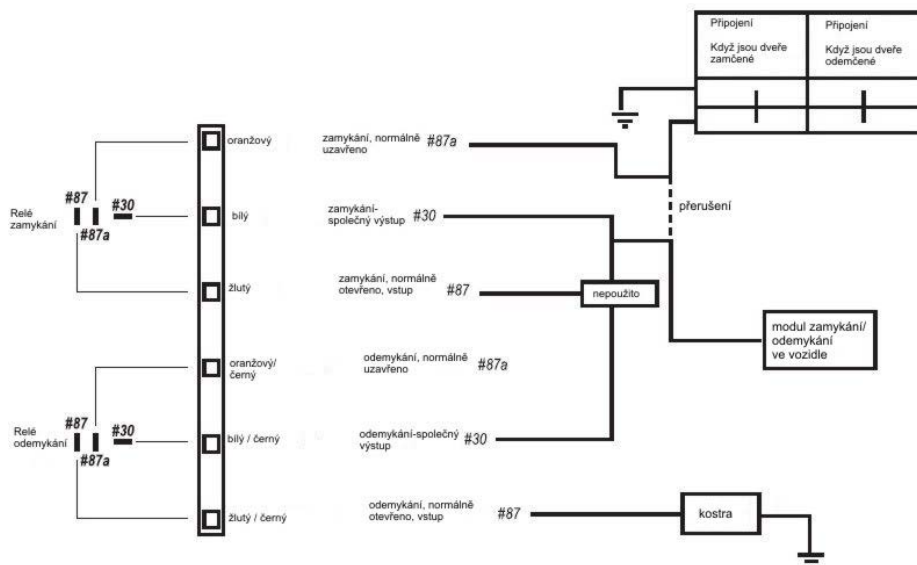 Připojení
Když jsou dveře
zamčené
Připojení
Když jsou dveře
odemčené
oranžový
zamykání, normálně
uzavřeno
#87a
#87
#30
Relé
zamykání
#87a
bílý
zamykání-
společný výstup
#30
přerušení
žlutý
zamykání, normálně
otevřeno, vstup
#87
nepoužito
modul zamykání/
odemykání
ve vozidle
oranžový/
černý
odemykání, normálně
uzavřeno
#87a
#87
#30
Relé
odemykání
#87a
bílý / černý
odemykání-společný
výstup
#30
žlutý / černý
odemykání, normálně
otevřeno, vstup
#87
kostra